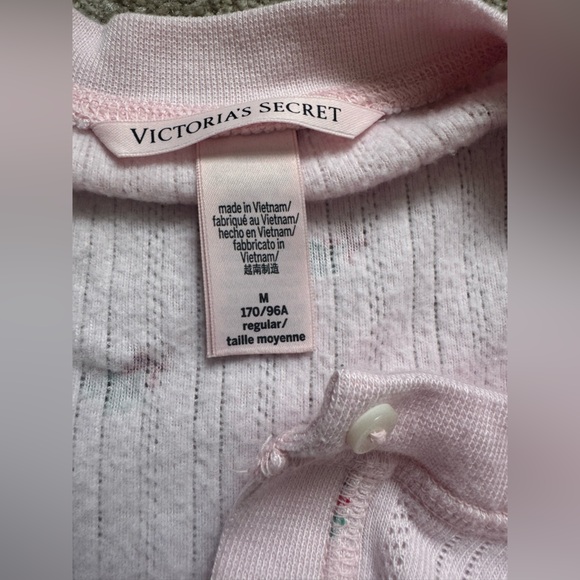 VICTORIA'S SECRET
made in Vietnam/
fabriqué au Vietnam/
hecho en Vietnam/
fabbricato in
Vietnam/
越南制造
M
170/96A
regular/
taille moyenne